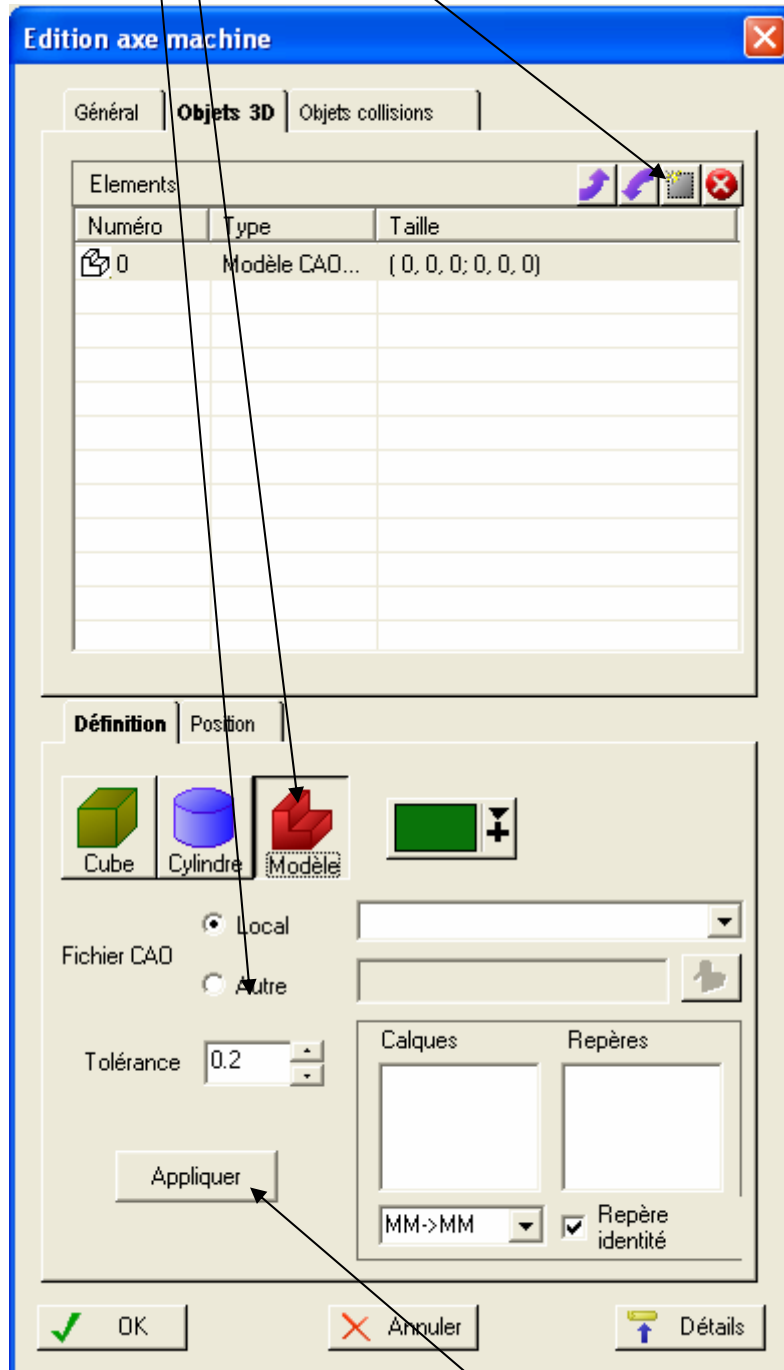 Edition axe machine
Général Objets 3D Objets collisions
Elements
Numéro Type Taille
0 Modèle CAO... ( 0, 0, 0; 0, 0, 0)
Définition Position
Cube Cylindre Modèle
Local
Fichier CAO
Autre
Tolérance 0.2
Calques Repères
Appliquer
MM->MM Repère
identité
OK Annuler Détails